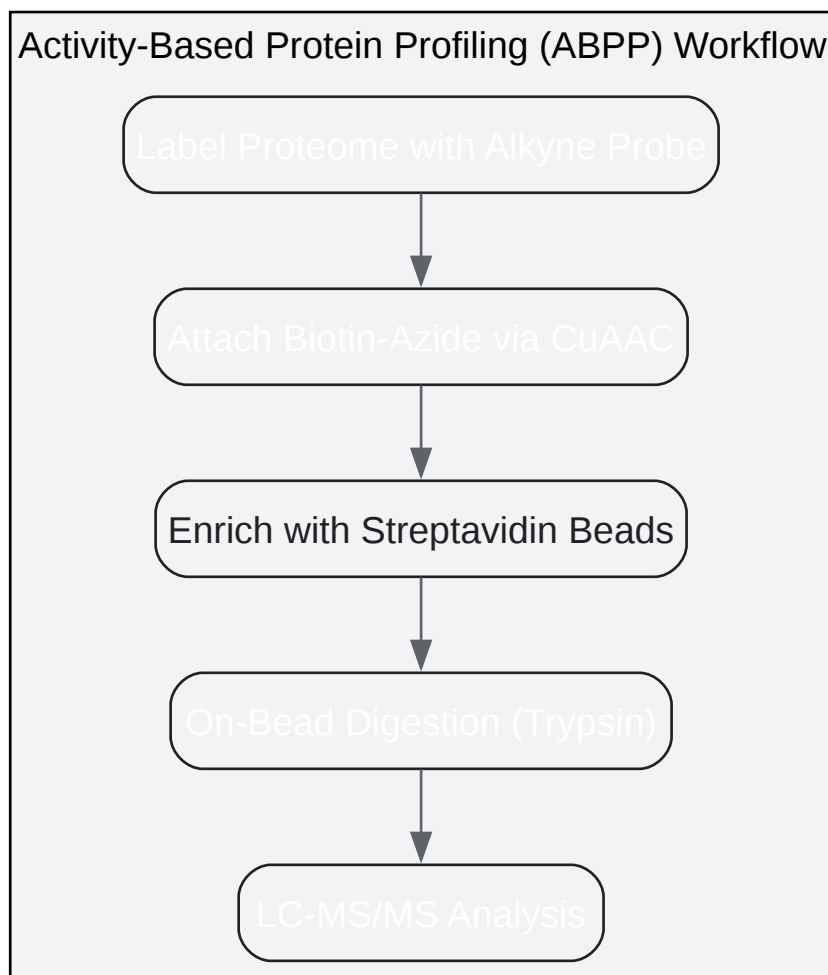 Activity-Based Protein Profiling (ABPP) Workflow
Label Proteome with Alkyne Probe
Attach Biotin-Azide via CuAAC
Enrich with Streptavidin Beads
On-Bead Digestion (Trypsin)
LC-MS/MS Analysis